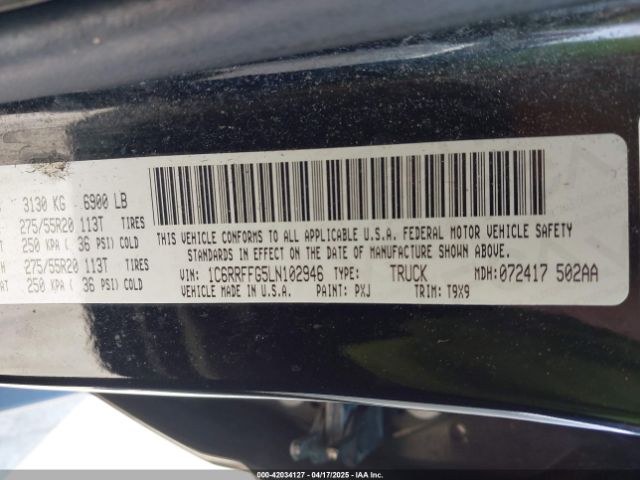 3130 KG 6900 LB
275/55R20 113T TIRES
250 KPA ( 36 PSI) COLD
275/55R20 113T TIRES
250 KPA ( 36 PSI) COLD
THIS VEHICLE CONFORMS TO ALL APPLICABLE U.S.A. FEDERAL MOTOR VEHICLE SAFETY
STANDARDS IN EFFECT ON THE DATE OF MANUFACTURE SHOWN ABOVE.
VIN: 1C6RRFFG5LN102946 TYPE: TRUCK MDH: 072417 502AA
VEHICLE MADE IN U.S.A. PAINT: PXJ TRIM: T9X9
000-42034127 - 04/17/2025 - IAA Inc.